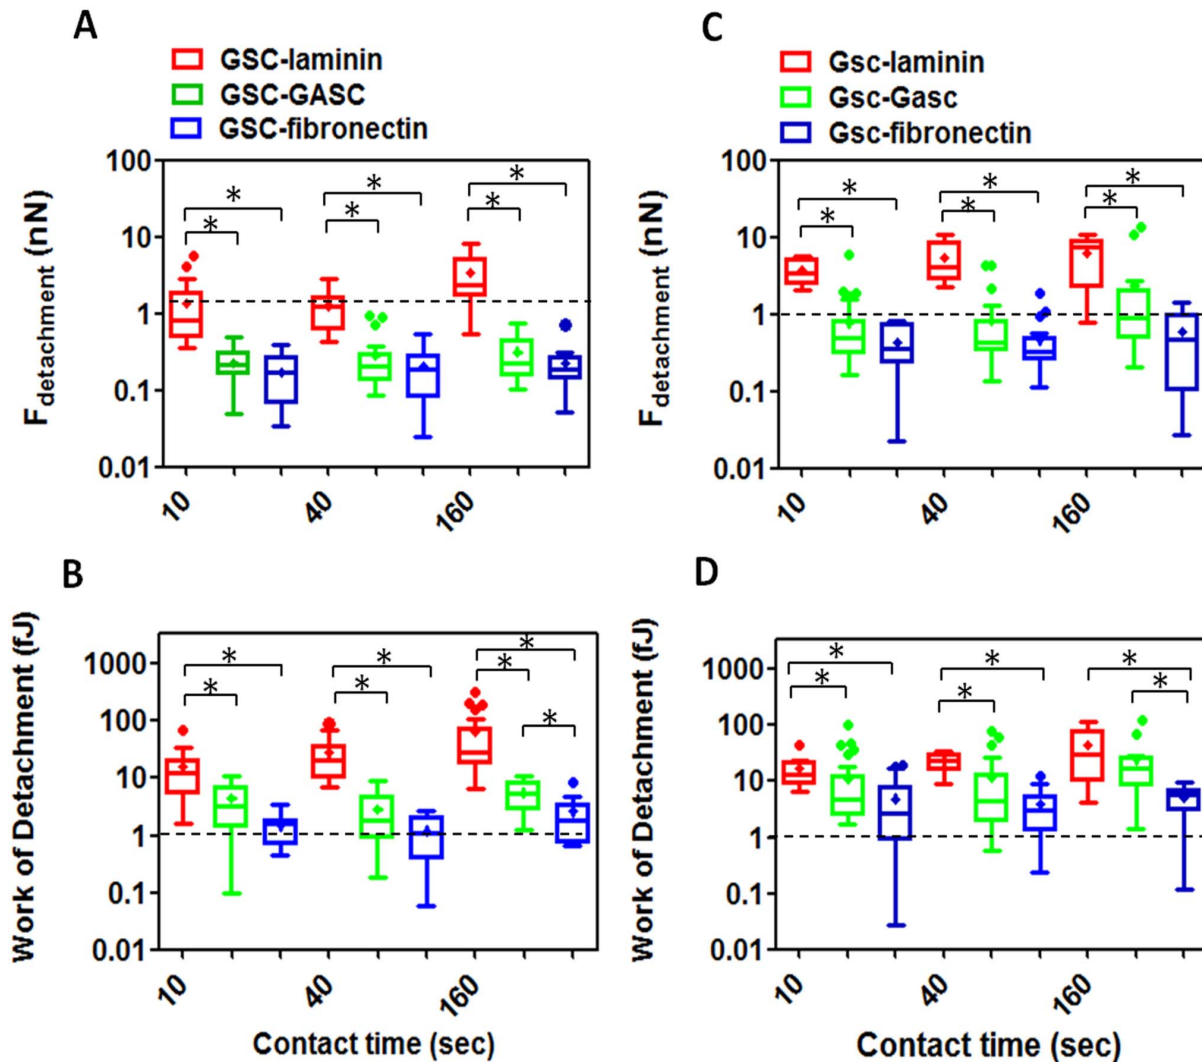 A
GSC-laminin
GSC-GASC
GSC-fibronectin
F detachment (nN)
100
10
1
0.1
0.01
* * * * * *
10 40 160
C
Gsc-laminin
Gsc-Gasc
Gsc-fibronectin
F detachment (nN)
100
10
1
0.1
0.01
* * * * * *
10 40 160
B
Work of Detachment (fJ)
1000
100
10
1
0.1
0.01
* * * * * * *
10 40 160
Contact time (sec)
D
Work of Detachment (fJ)
1000
100
10
1
0.1
0.01
* * * * * *
10 40 160
Contact time (sec)